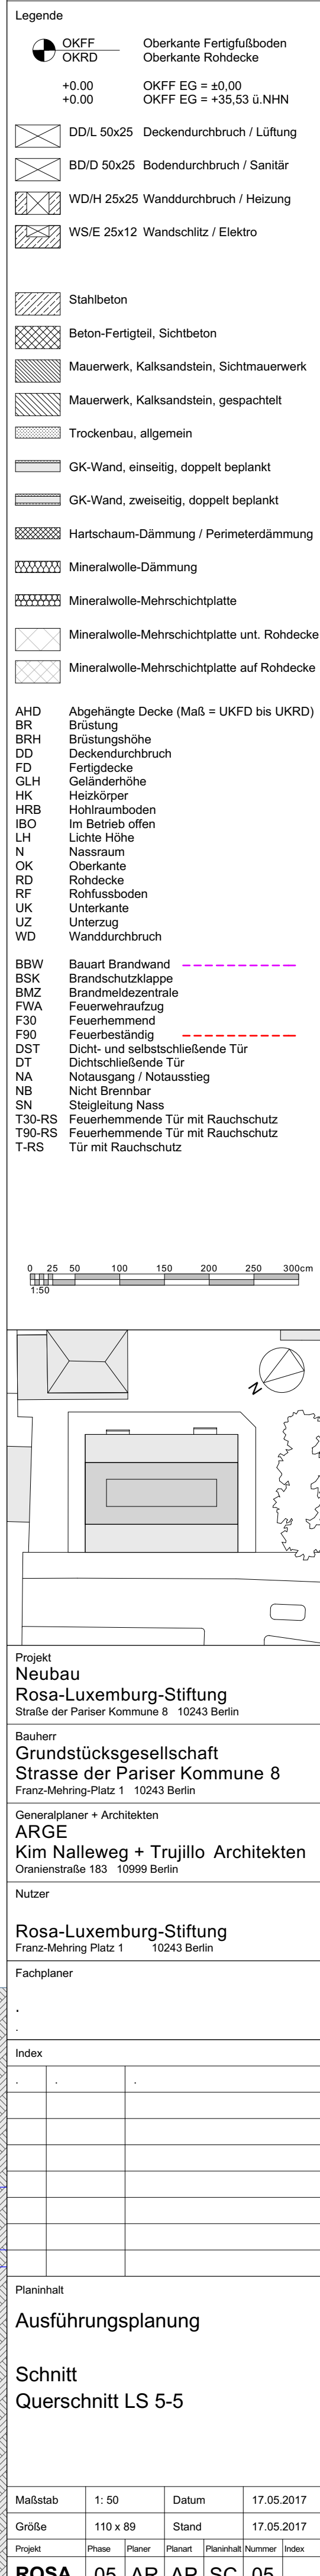 Legende
OKFF Oberkante Fertigfußboden
OKRD Oberkante Rohdecke
+0.00 OKFF EG = ±0,00
+0.00 OKFF EG = +35,53 ü.NHN
DD/L 50x25 Deckendurchbruch / Lüftung
BD/D 50x25 Bodendurchbruch / Sanitär
WD/H 25x25 Wanddurchbruch / Heizung
WS/E 25x12 Wandschlitz / Elektro
Stahlbeton
Beton-Fertigteil, Sichtbeton
Mauerwerk, Kalksandstein, Sichtmauerwerk
Mauerwerk, Kalksandstein, gespachtelt
Trockenbau, allgemein
GK-Wand, einseitig, doppelt beplankt
GK-Wand, zweiseitig, doppelt beplankt
Hartschaum-Dämmung / Perimeterdämmung
Mineralwolle-Dämmung
Mineralwolle-Mehrschichtplatte
Mineralwolle-Mehrschichtplatte unt. Rohdecke
Mineralwolle-Mehrschichtplatte auf Rohdecke
AHD Abgehängte Decke (Maß = UKFD bis UKRD)
BR Brüstung
BRH Brüstungshöhe
DD Deckendurchbruch
FD Fertigdecke
GLH Geländerhöhe
HK Heizkörper
HRB Hohlraumboden
IBO Im Betrieb offen
LH Lichte Höhe
N Nassraum
OK Oberkante
RD Rohdecke
RF Rohfussboden
UK Unterkante
UZ Unterzug
WD Wanddurchbruch
BBW Bauart Brandwand
BSK Brandschutzklappe
BMZ Brandmeldezentrale
FWA Feuerwehraufzug
F30 Feuerhemmend
F90 Feuerbeständig
DST Dicht- und selbstschließende Tür
DT Dichtschließende Tür
NA Notausgang / Notausstieg
NB Nicht Brennbar
SN Steigleitung Nass
T30-RS Feuerhemmende Tür mit Rauchschutz
T90-RS Feuerhemmende Tür mit Rauchschutz
T-RS Tür mit Rauchschutz
0 25 50 100 150 200 250 300cm
1:50
N
Projekt
Neubau
Rosa-Luxemburg-Stiftung
Straße der Pariser Kommune 8 10243 Berlin
Bauherr
Grundstücksgesellschaft
Strasse der Pariser Kommune 8
Franz-Mehring-Platz 1 10243 Berlin
Generalplaner + Architekten
ARGE
Kim Nalleweg + Trujillo Architekten
Oranienstraße 183 10999 Berlin
Nutzer
Rosa-Luxemburg-Stiftung
Franz-Mehring Platz 1 10243 Berlin
Fachplaner
.
.
Index
. . .
Planinhalt
Ausführungsplanung
Schnitt
Querschnitt LS 5-5
Maßstab 1: 50 Datum 17.05.2017
Größe 110 x 89 Stand 17.05.2017
Projekt Phase Planer Planart Planinhalt Nummer Index
ROSA 05 AR AR SC 05